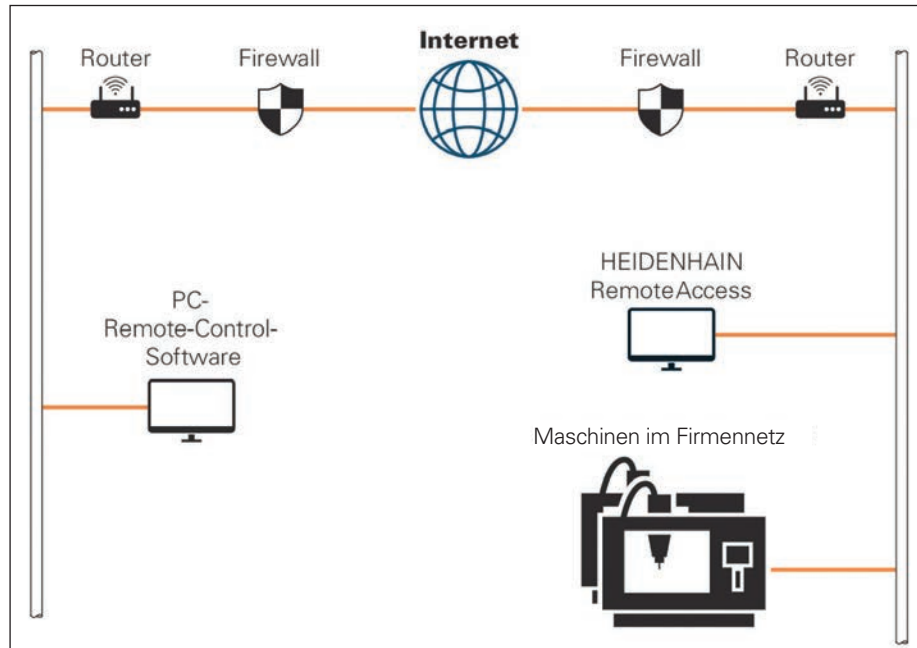 Internet
Router
Firewall
Firewall
Router
HEIDENHAIN
RemoteAccess
PC-
Remote-Control-
Software
Maschinen im Firmennetz